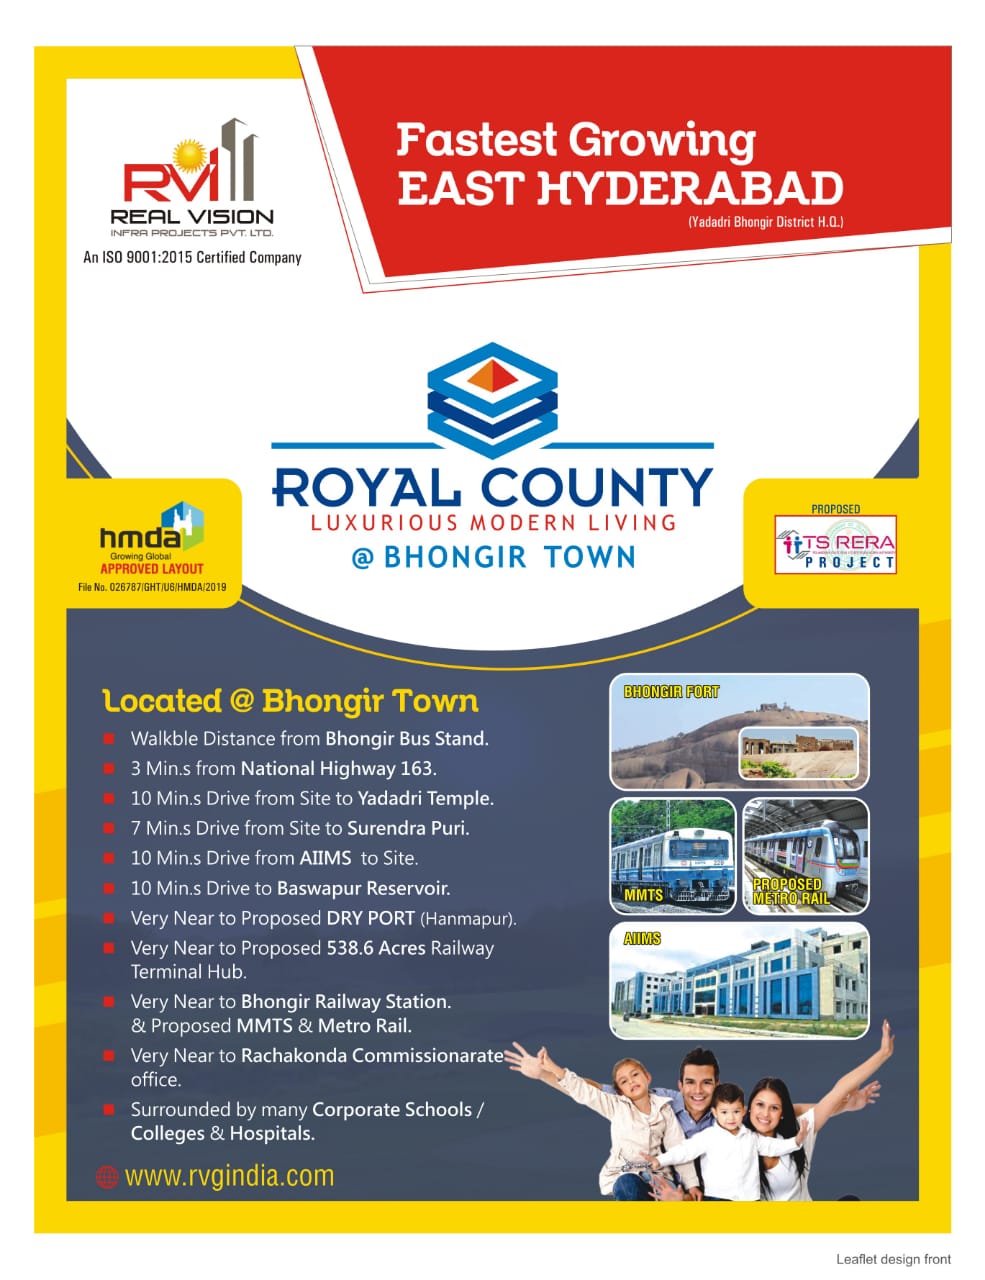 RVI
REAL VISION
INFRA PROJECTS PVT. LTD.
An ISO 9001:2015 Certified Company
Fastest Growing
EAST HYDERABAD
(Yadadri Bhongir District H.Q.)
ROYAL COUNTY
LUXURIOUS MODERN LIVING
@ BHONGIR TOWN
hmda
Growing Global
APPROVED LAYOUT
File No. 026787/GHT/U6/HMDA/2019
PROPOSED
TS RERA
PROJECT
Located @ Bhongir Town
Walkble Distance from Bhongir Bus Stand.
3 Min.s from National Highway 163.
10 Min.s Drive from Site to Yadadri Temple.
7 Min.s Drive from Site to Surendra Puri.
10 Min.s Drive from AIIMS to Site.
10 Min.s Drive to Baswapur Reservoir.
Very Near to Proposed DRY PORT (Hanmapur).
Very Near to Proposed 538.6 Acres Railway
Terminal Hub.
Very Near to Bhongir Railway Station.
& Proposed MMTS & Metro Rail.
Very Near to Rachakonda Commissionarate
office.
Surrounded by many Corporate Schools /
Colleges & Hospitals.
www.rvgindia.com
BHONGIR FORT
MMTS
PROPOSED
METRO RAIL
AIIMS
Leaflet design front